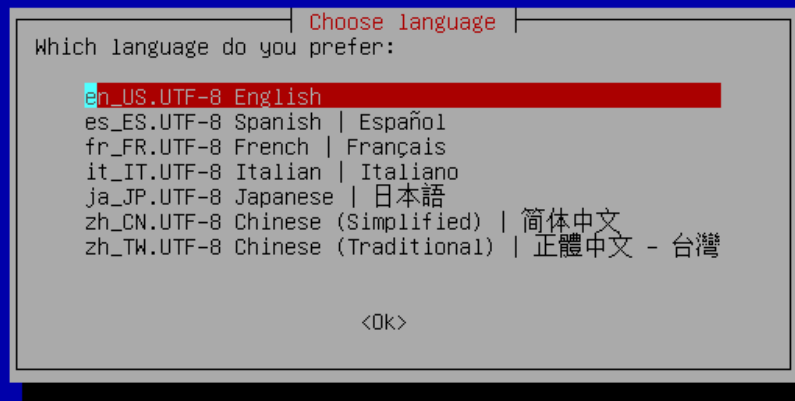 Choose language
Which language do you prefer:
en_US.UTF-8 English
es_ES.UTF-8 Spanish | Español
fr_FR.UTF-8 French | Français
it_IT.UTF-8 Italian | Italiano
ja_JP.UTF-8 Japanese | 日本語
zh_CN.UTF-8 Chinese (Simplified) | 简体中文
zh_TW.UTF-8 Chinese (Traditional) | 正體中文 - 台灣
<Ok>